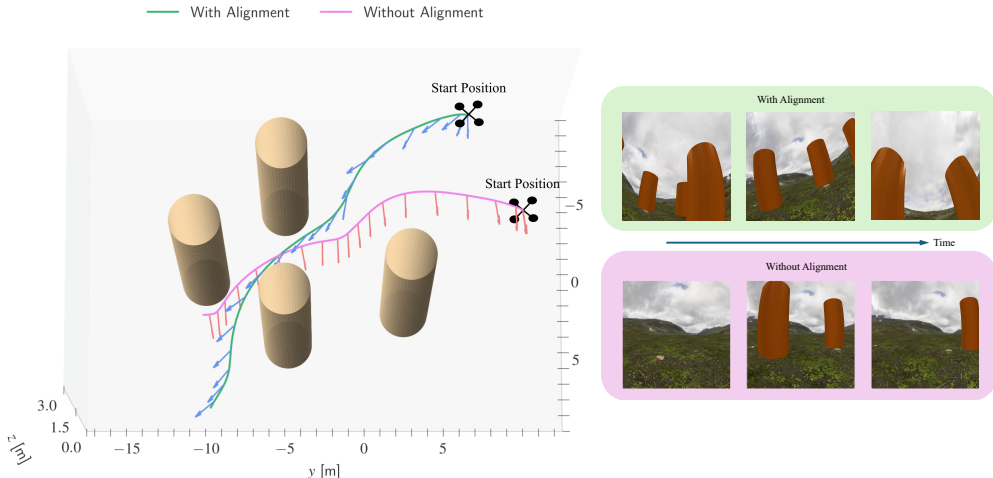 With Alignment
Without Alignment
Start Position
Start Position
With Alignment
Time
Without Alignment
−5
0
5
3.0
1.5
0.0
z [m]
−15
−10
−5
0
5
y [m]